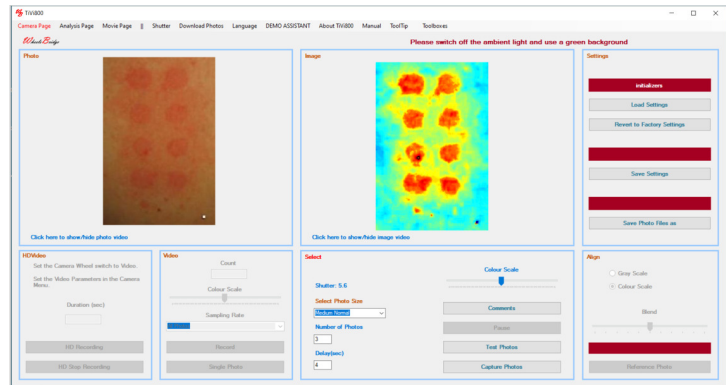 TiVi800
Camera Page Analysis Page Movie Page || Shutter Download Photos Language DEMO ASSISTANT About TiVi800 Manual ToolTip Toolboxes
WheelsBridge
Please switch off the ambient light and use a green background
Photo
Click here to show/hide photo video
Image
Click here to show/hide image video
Settings
initializers
Load Settings
Revert to Factory Settings
Save Settings
Save Photo Files as
HDVideo
Set the Camera Wheel switch to Video.
Set the Video Parameters in the Camera
Menu.
Duration (sec)
HD Recording
HD Stop Recording
Video
Count
Colour Scale
Sampling Rate
Record
Single Photo
Select
Shutter: 5.6
Select Photo Size
Medium Normal
Number of Photos
3
Delay(sec)
4
Colour Scale
Comments
Pause
Test Photos
Capture Photos
Align
Gray Scale
Colour Scale
Blend
Reference Photo